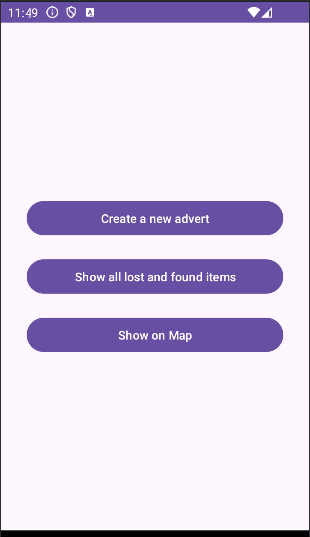 11:49
Create a new advert
Show all lost and found items
Show on Map